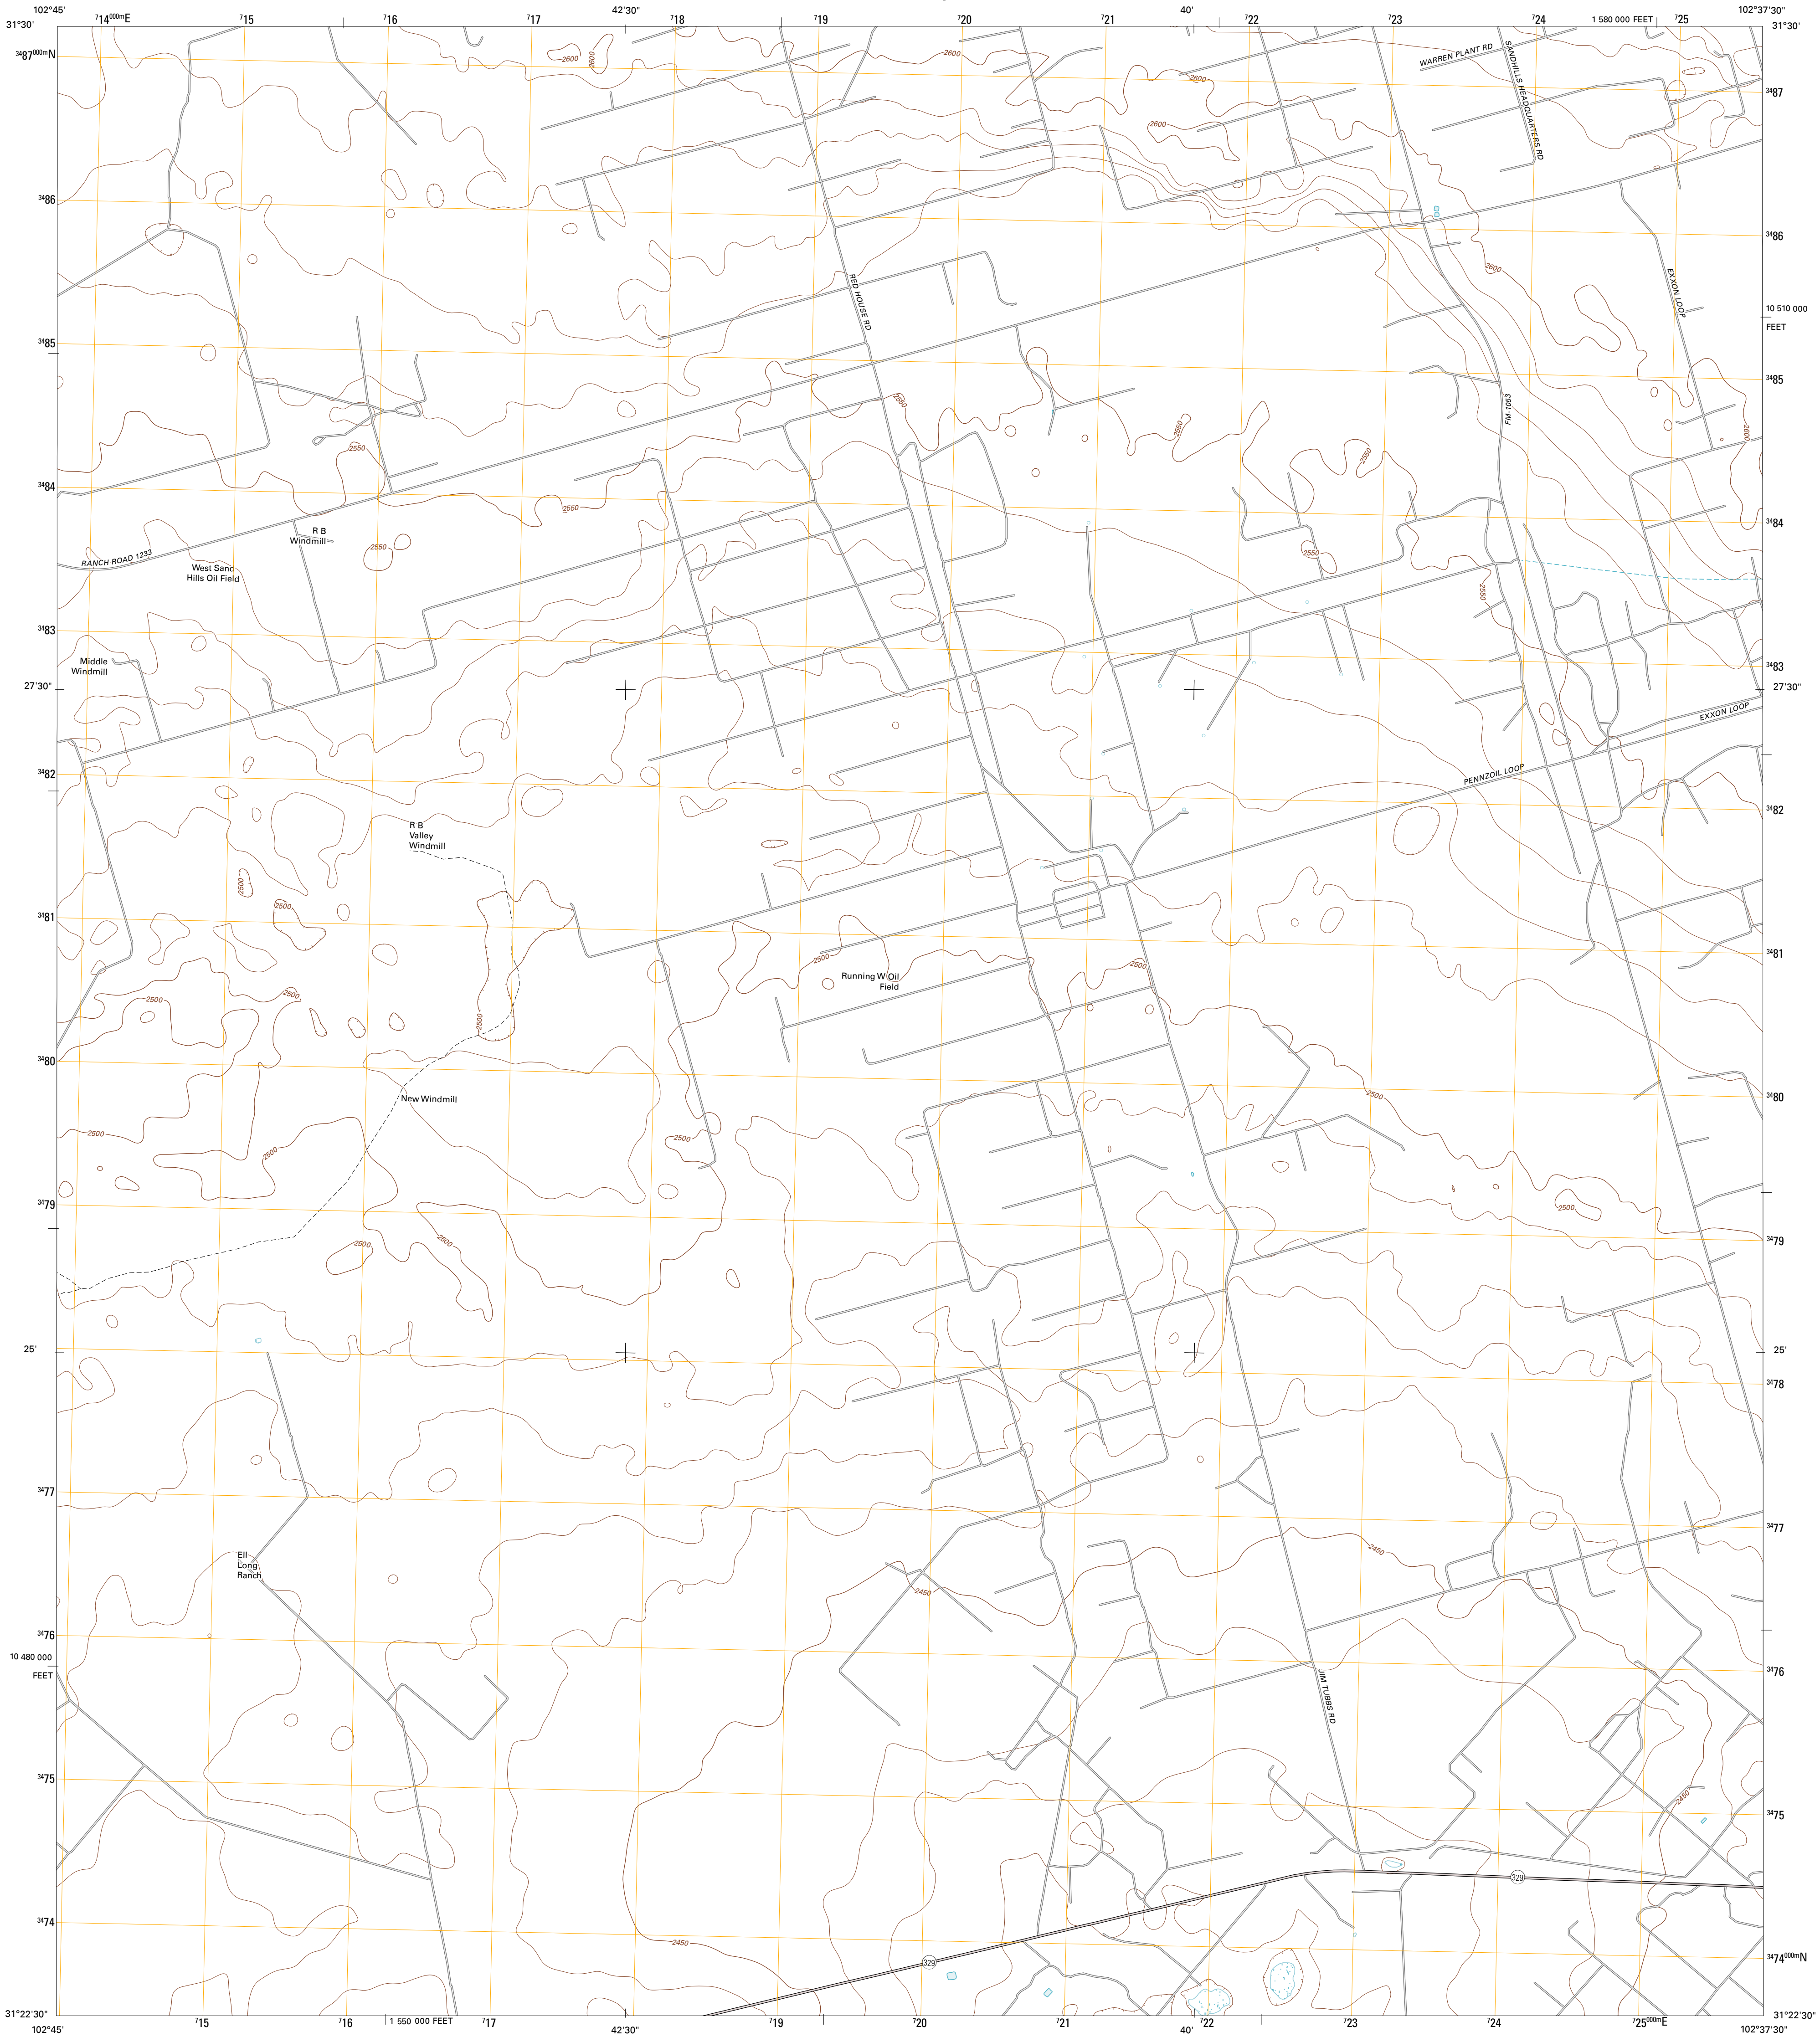 102°45'
⁷14⁰⁰⁰ᵐE
⁷15
⁷16
⁷17
42'30"
⁷18
⁷19
⁷20
⁷21
40'
⁷22
⁷23
⁷24
1 580 000 FEET
⁷25
102°37'30"
31°30'
31°30'
³⁴87⁰⁰⁰ᵐN
2600
2600
2600
2600
2600
WARREN PLANT RD
SANDHILLS HEADQUARTERS RD
³⁴87
³⁴86
³⁴86
2600
RED HOUSE RD
EXXON LOOP
10 510 000
FEET
³⁴85
³⁴85
2550
2550
2550
2550
FM-1053
2600
³⁴84
2550
³⁴84
R B
Windmill
2550
2550
2550
RANCH ROAD 1233
West Sand
Hills Oil Field
³⁴83
Middle
Windmill
³⁴83
27'30"
27'30"
EXXON LOOP
PENNZOIL LOOP
³⁴82
³⁴82
R B
Valley
Windmill
2500
2500
³⁴81
³⁴81
2500
2500
Running W Oil
Field
2500
2500
2500
³⁴80
New Windmill
2500
³⁴80
2500
2500
2500
³⁴79
2500
2500
2500
³⁴79
25'
25'
³⁴78
³⁴77
³⁴77
2450
Ell
Long
Ranch
2450
³⁴76
10 480 000
FEET
³⁴76
JIM TUBBS RD
³⁴75
2450
³⁴75
329
³⁴74
2450
329
³⁴74⁰⁰⁰ᵐN
31°22'30"
31°22'30"
102°45'
⁷15
⁷16
1 550 000 FEET
⁷17
42'30"
⁷19
⁷20
⁷21
40'
⁷22
⁷23
⁷24
⁷25⁰⁰⁰ᵐE
102°37'30"